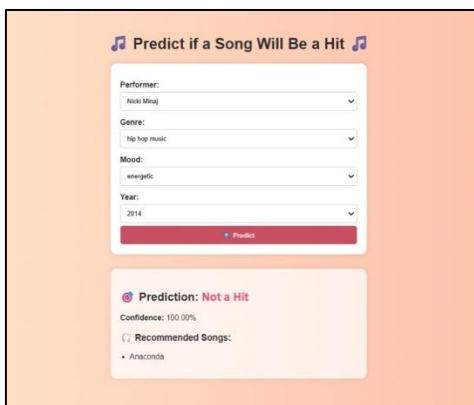 Predict if a Song Will Be a Hit
Performer:
Nicki Minaj
Genre:
hip hop music
Mood:
energetic
Year:
2014
Predict
Prediction: Not a Hit
Confidence: 100.00%
Recommended Songs:
• Anaconda